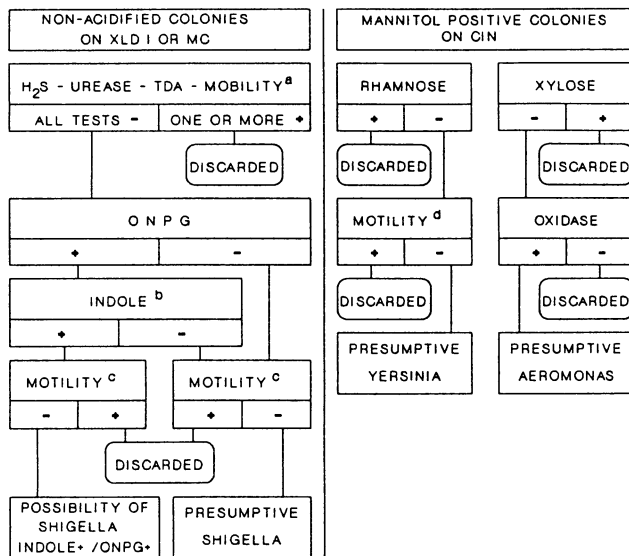 NON-ACIDIFIED COLONIES
ON XLD I OR MC
H2S - UREASE - TDA - MOBILITY a
ALL TESTS - ONE OR MORE +
DISCARDED
O N P G
+ -
INDOLE b
+ -
MOTILITY c MOTILITY c
- + + -
DISCARDED
POSSIBILITY OF
SHIGELLA
INDOLE+ /ONPG+
PRESUMPTIVE
SHIGELLA
MANNITOL POSITIVE COLONIES
ON CIN
RHAMNOSE XYLOSE
+ - - +
DISCARDED DISCARDED
MOTILITY d OXIDASE
+ - + -
DISCARDED DISCARDED
PRESUMPTIVE
YERSINIA
PRESUMPTIVE
AEROMONAS